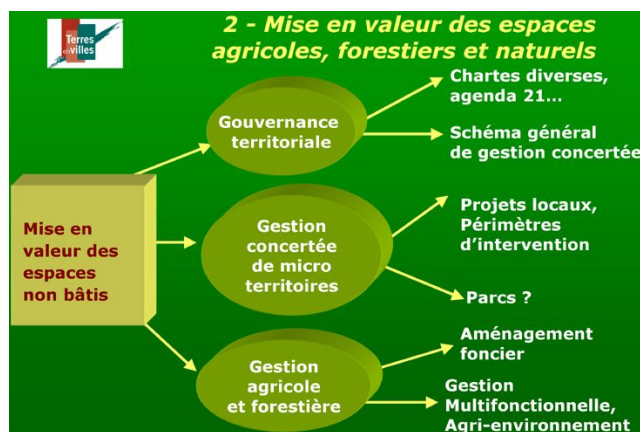 Terres
en villes
2 - Mise en valeur des espaces
agricoles, forestiers et naturels
Chartes diverses,
agenda 21...
Gouvernance
territoriale
Schéma général
de gestion concertée
Mise en
valeur des
espaces
non bâtis
Gestion
concertée
de micro
territoires
Projets locaux,
Périmètres
d'intervention
Parcs ?
Gestion
agricole
et forestière
Aménagement
foncier
Gestion
Multifonctionnelle,
Agri-environnement